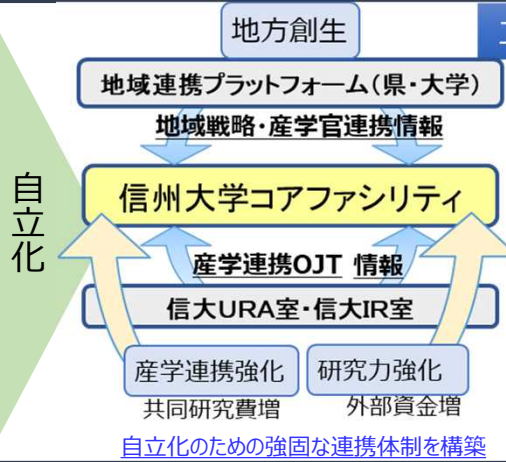 地方創生
地域連携プラットフォーム(県・大学)
地域戦略・産学官連携情報
自立化
信州大学コアファシリティ
産学連携OJT 情報
信大URA室・信大IR室
産学連携強化 研究力強化
共同研究費増 外部資金増
自立化のための強固な連携体制を構築